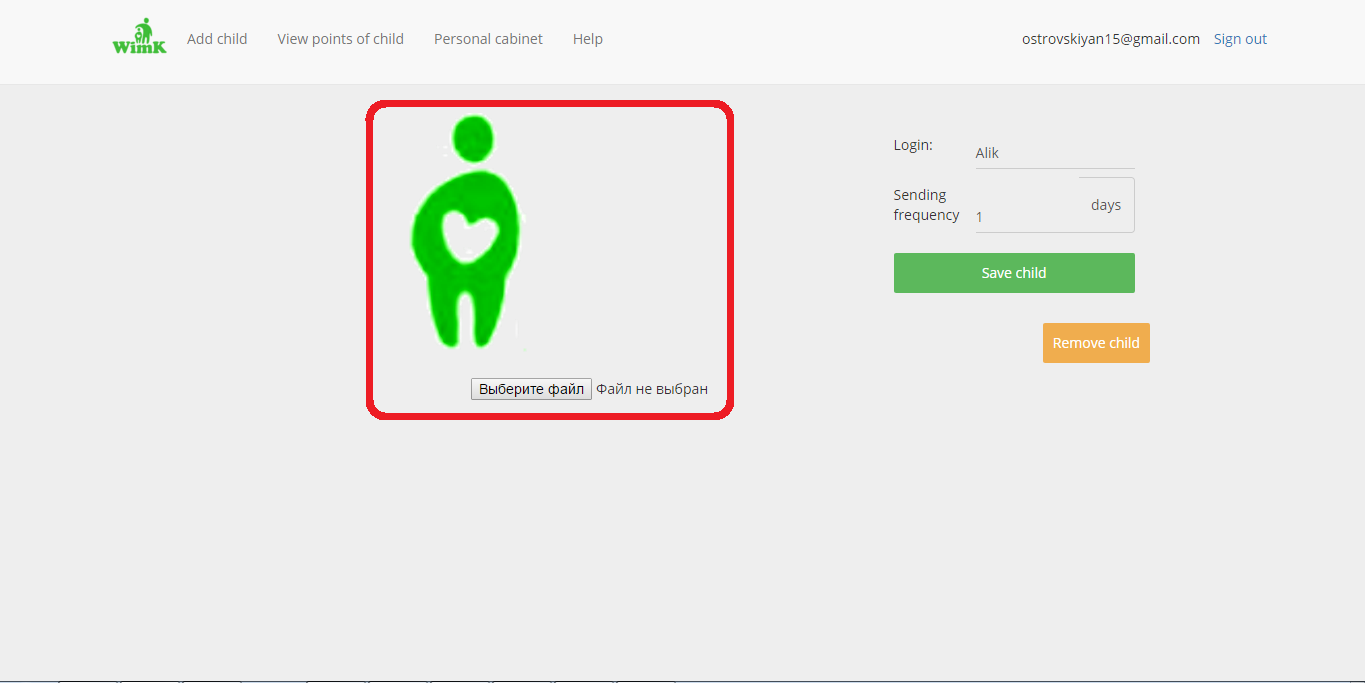 WimK Add child View points of child Personal cabinet Help ostrovskiyan15@gmail.com Sign out
Login: Alik
Sending frequency 1 days
Save child
Remove child
Выберите файл Файл не выбран